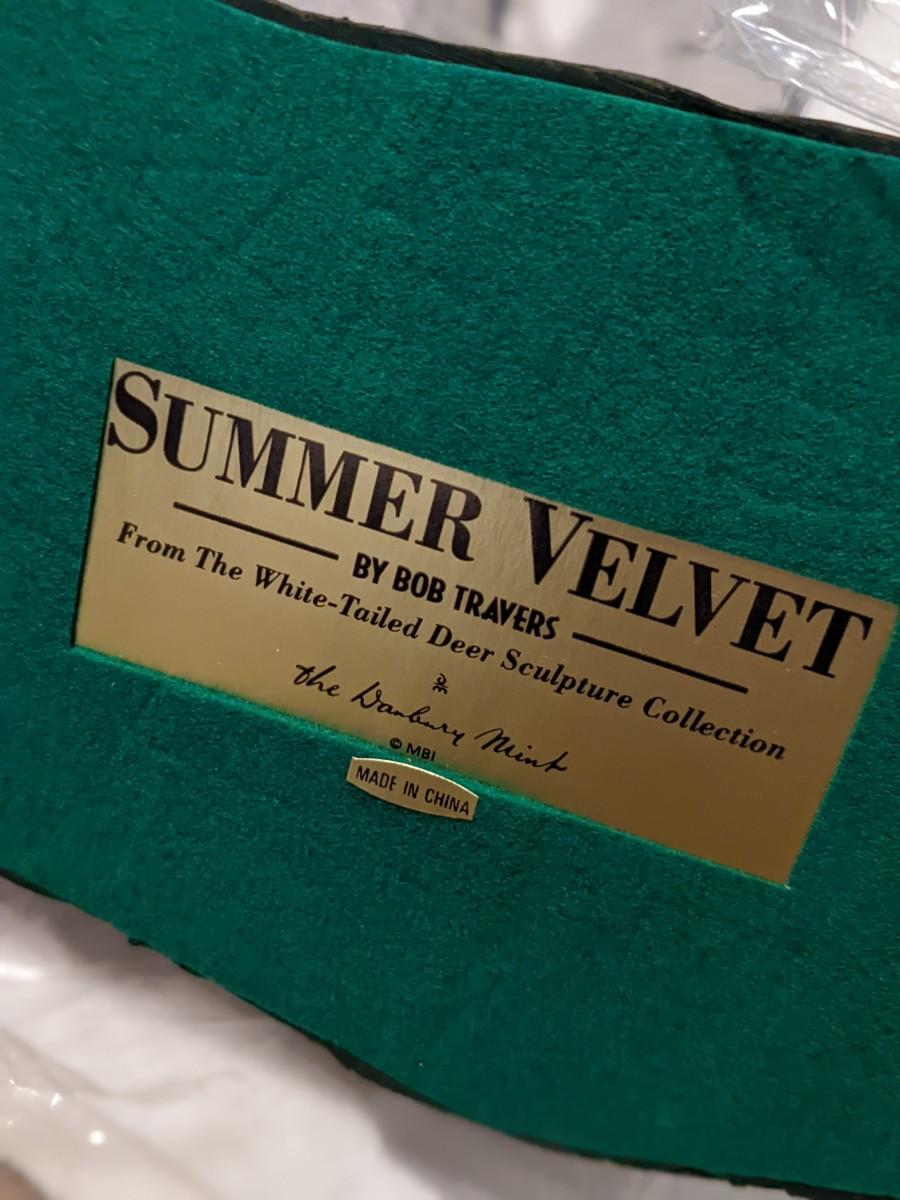 SUMMER VELVET
BY BOB TRAVERS
From The White-Tailed Deer Sculpture Collection
The Danbury Mint
© MBI
MADE IN CHINA